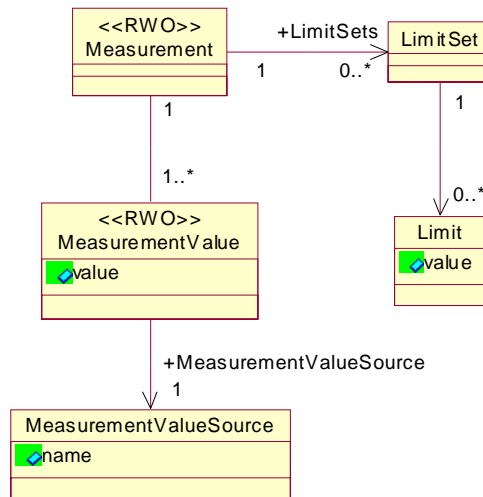 <<RWO>>
Measurement
+LimitSets
LimitSet
1
0..*
1
1
1..*
0..*
<<RWO>>
MeasurementValue
value
Limit
value
+MeasurementValueSource
1
MeasurementValueSource
name